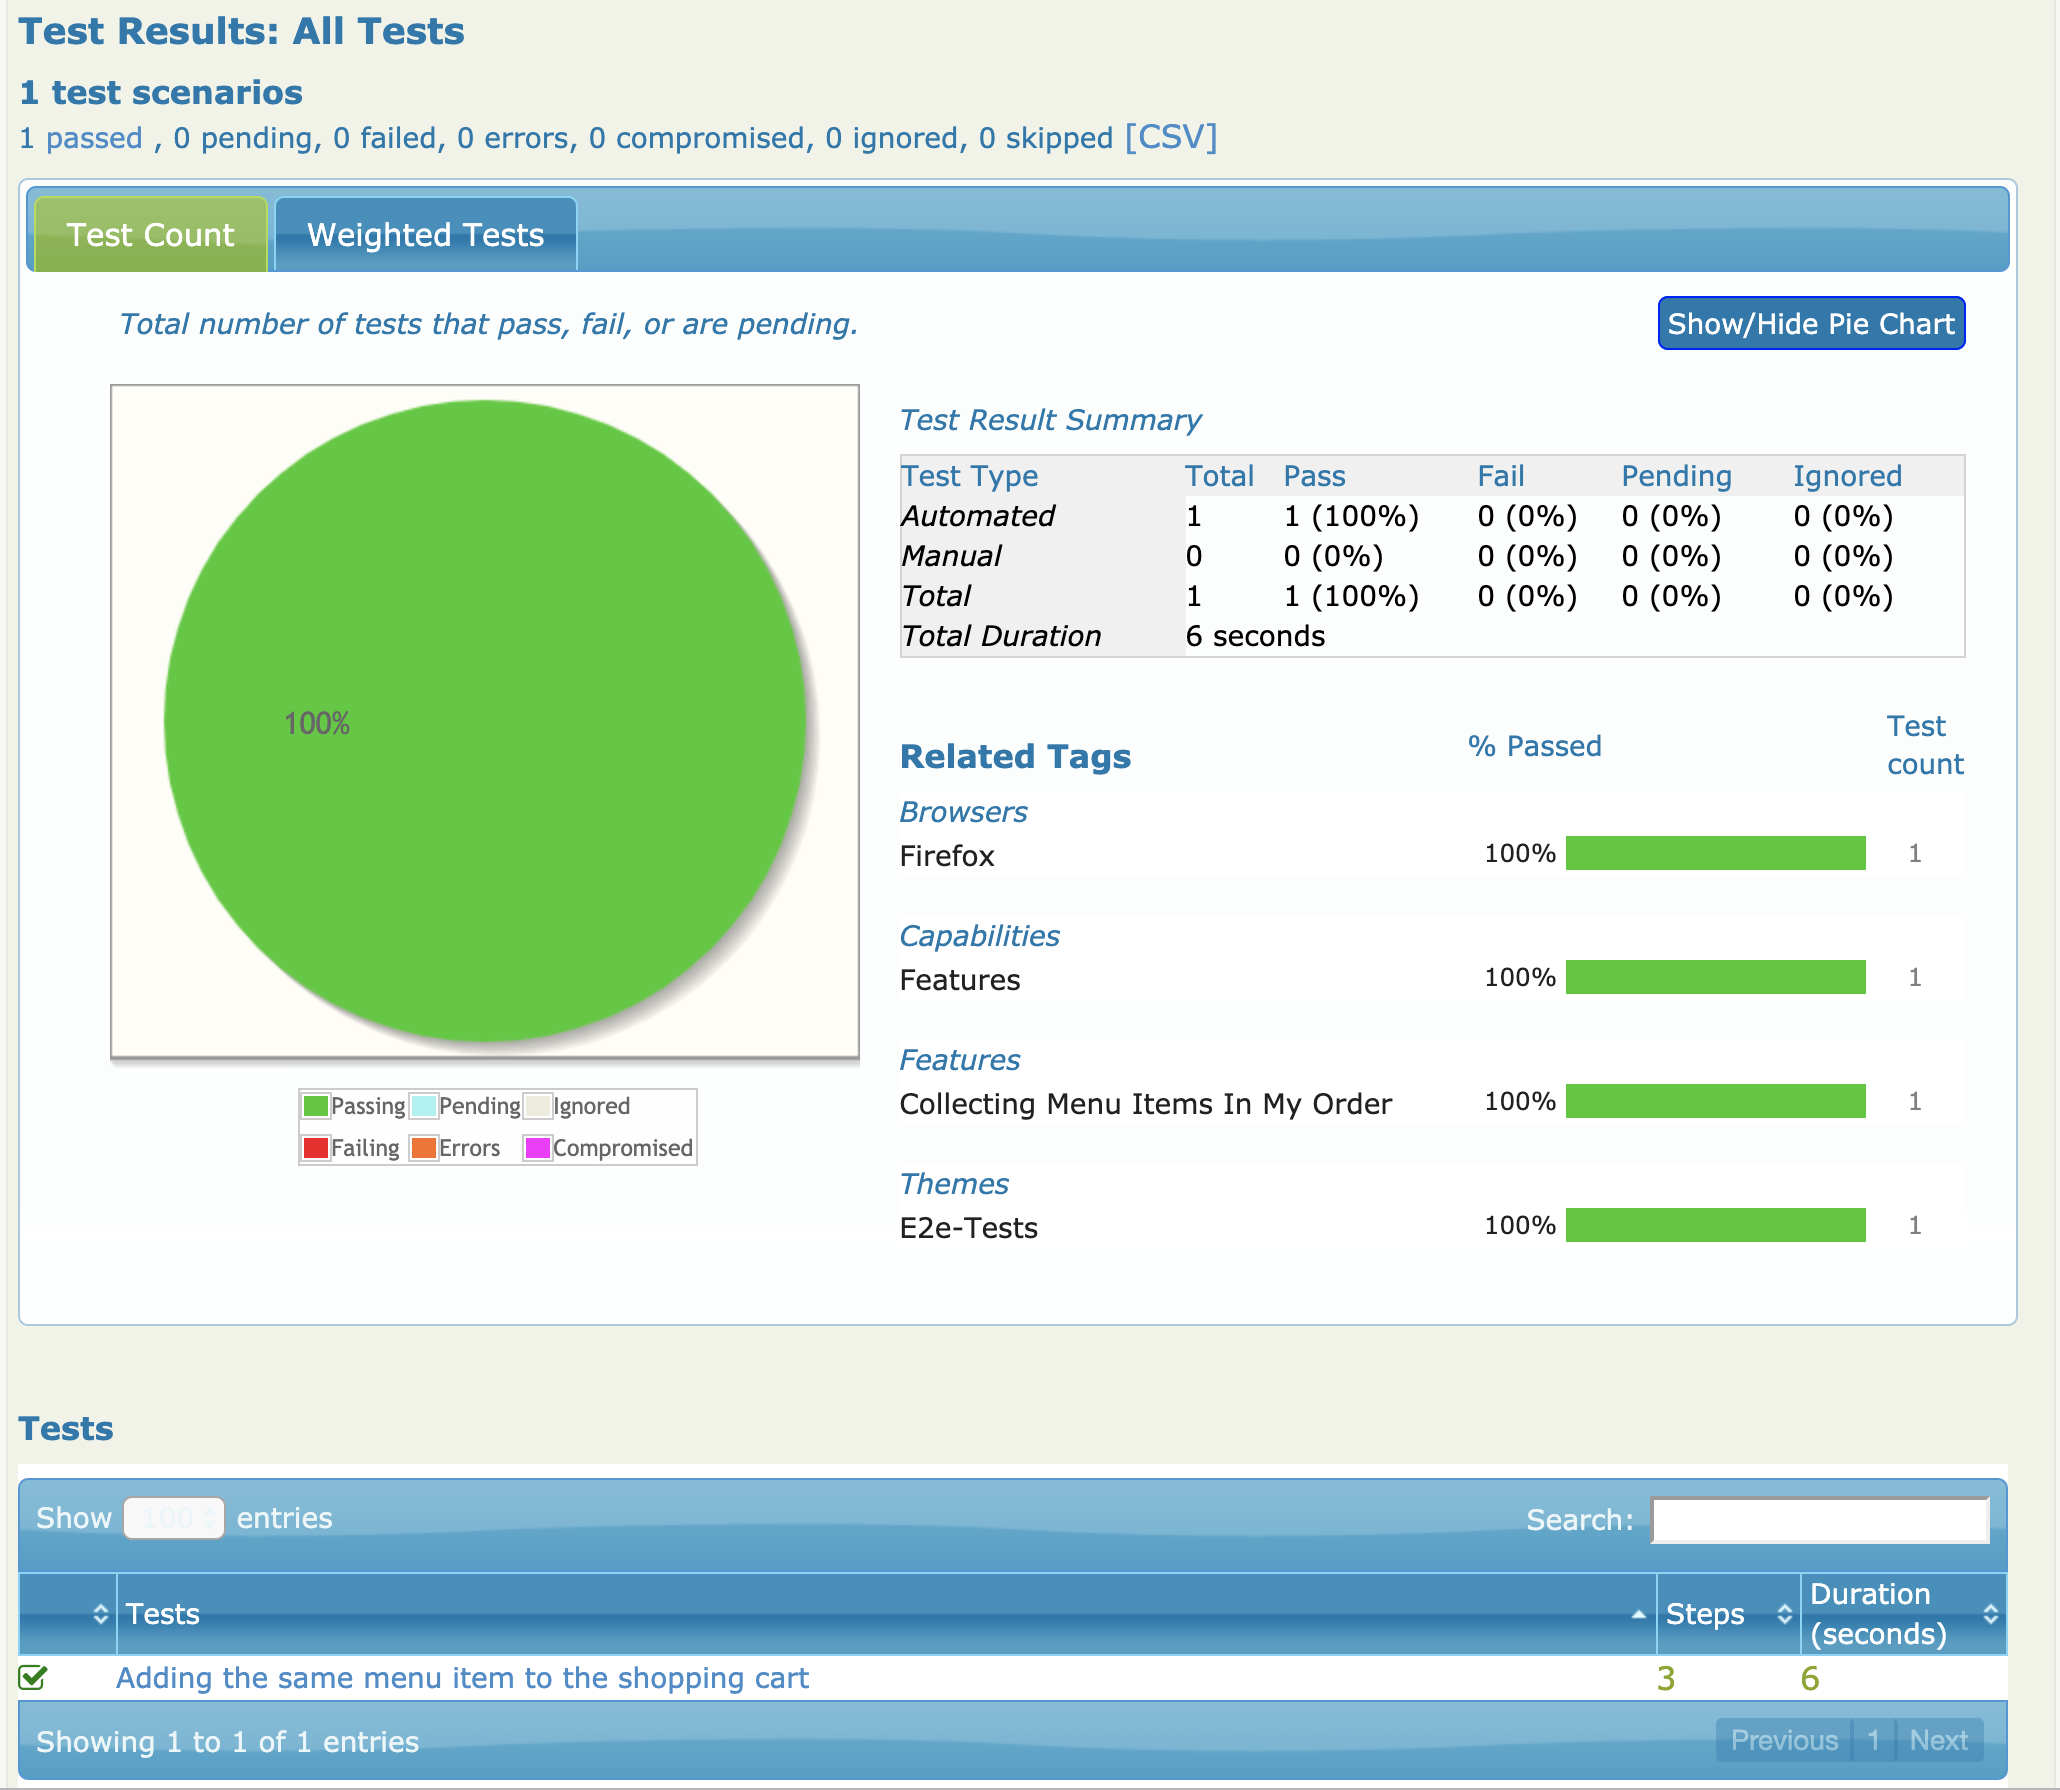 Test Results: All Tests
1 test scenarios
1 passed , 0 pending, 0 failed, 0 errors, 0 compromised, 0 ignored, 0 skipped [CSV]
Test Count Weighted Tests
Total number of tests that pass, fail, or are pending.
Show/Hide Pie Chart
100%
Passing Pending Ignored
Failing Errors Compromised
Test Result Summary
Test Type Total Pass Fail Pending Ignored
Automated 1 1 (100%) 0 (0%) 0 (0%) 0 (0%)
Manual 0 0 (0%) 0 (0%) 0 (0%) 0 (0%)
Total 1 1 (100%) 0 (0%) 0 (0%) 0 (0%)
Total Duration 6 seconds
Related Tags % Passed Test count
Browsers
Firefox 100% 1
Capabilities
Features 100% 1
Features
Collecting Menu Items In My Order 100% 1
Themes
E2e-Tests 100% 1
Tests
Show 100 entries Search:
Tests Steps Duration (seconds)
Adding the same menu item to the shopping cart 3 6
Showing 1 to 1 of 1 entries Previous 1 Next